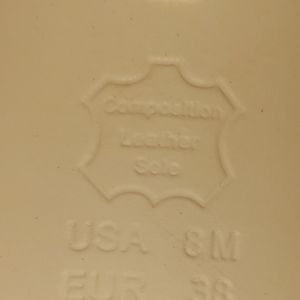 Composition
Leather
Sole
USA 8M
EUR 38